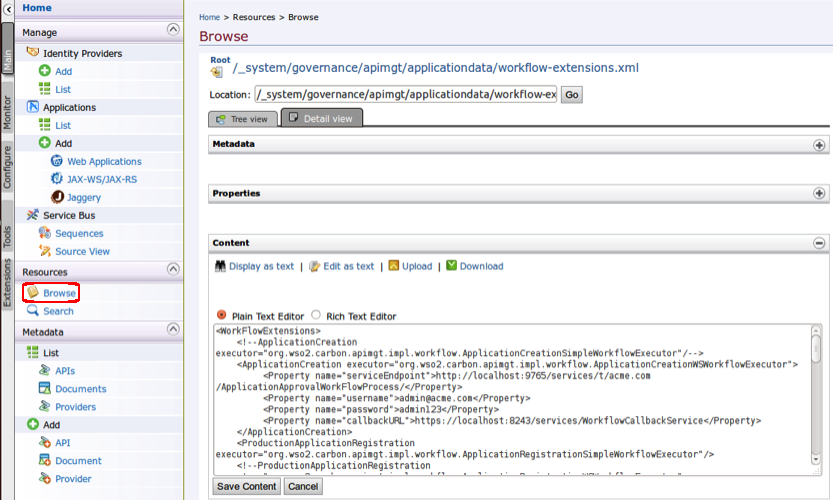 Home
Main
Monitor
Configure
Tools
Extensions
Manage
Identity Providers
Add
List
Applications
List
Add
Web Applications
JAX-WS/JAX-RS
Jaggery
Service Bus
Sequences
Source View
Resources
Browse
Search
Metadata
List
APIs
Documents
Providers
Add
API
Document
Provider
Home > Resources > Browse
Browse
Root
/_system/governance/apimgt/applicationdata/workflow-extensions.xml
Location: /_system/governance/apimgt/applicationdata/workflow-ex Go
Tree view Detail view
Metadata
Properties
Content
Display as text | Edit as text | Upload | Download
Plain Text Editor Rich Text Editor
<WorkFlowExtensions>
<!--ApplicationCreation
executor="org.wso2.carbon.apimgt.impl.workflow.ApplicationCreationSimpleWorkflowExecutor"/-->
<ApplicationCreation executor="org.wso2.carbon.apimgt.impl.workflow.ApplicationCreationWSWorkflowExecutor">
<Property name="serviceEndpoint">http://localhost:9765/services/t/acme.com
/ApplicationApprovalWorkFlowProcess/</Property>
<Property name="username">admin@acme.com</Property>
<Property name="password">admin123</Property>
<Property name="callbackURL">https://localhost:8243/services/WorkflowCallbackService</Property>
</ApplicationCreation>
<ProductionApplicationRegistration
executor="org.wso2.carbon.apimgt.impl.workflow.ApplicationRegistrationSimpleWorkflowExecutor"/>
<!--ProductionApplicationRegistration
Save Content Cancel